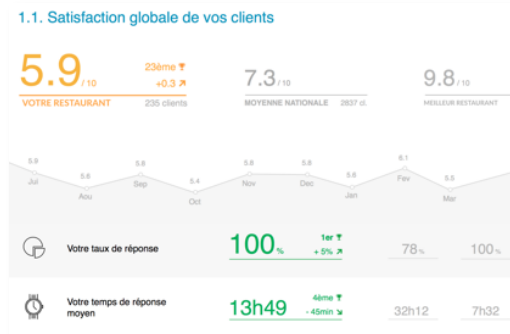 1.1. Satisfaction globale de vos clients
5.9 /10 23ème
+0.3
7.3 /10
9.8 /10
VOTRE RESTAURANT 235 clients
MOYENNE NATIONALE 2837 cl.
MEILLEUR RESTAURANT
5.9 Jul
5.6 Aou
5.8 Sep
5.4 Oct
5.8 Nov
5.8 Dec
5.6 Jan
6.1 Fev
5.5 Mar
Votre taux de réponse
100% 1er
+ 5%
78%
100%
Votre temps de réponse
moyen
13h49 4ème
- 45min
32h12
7h32